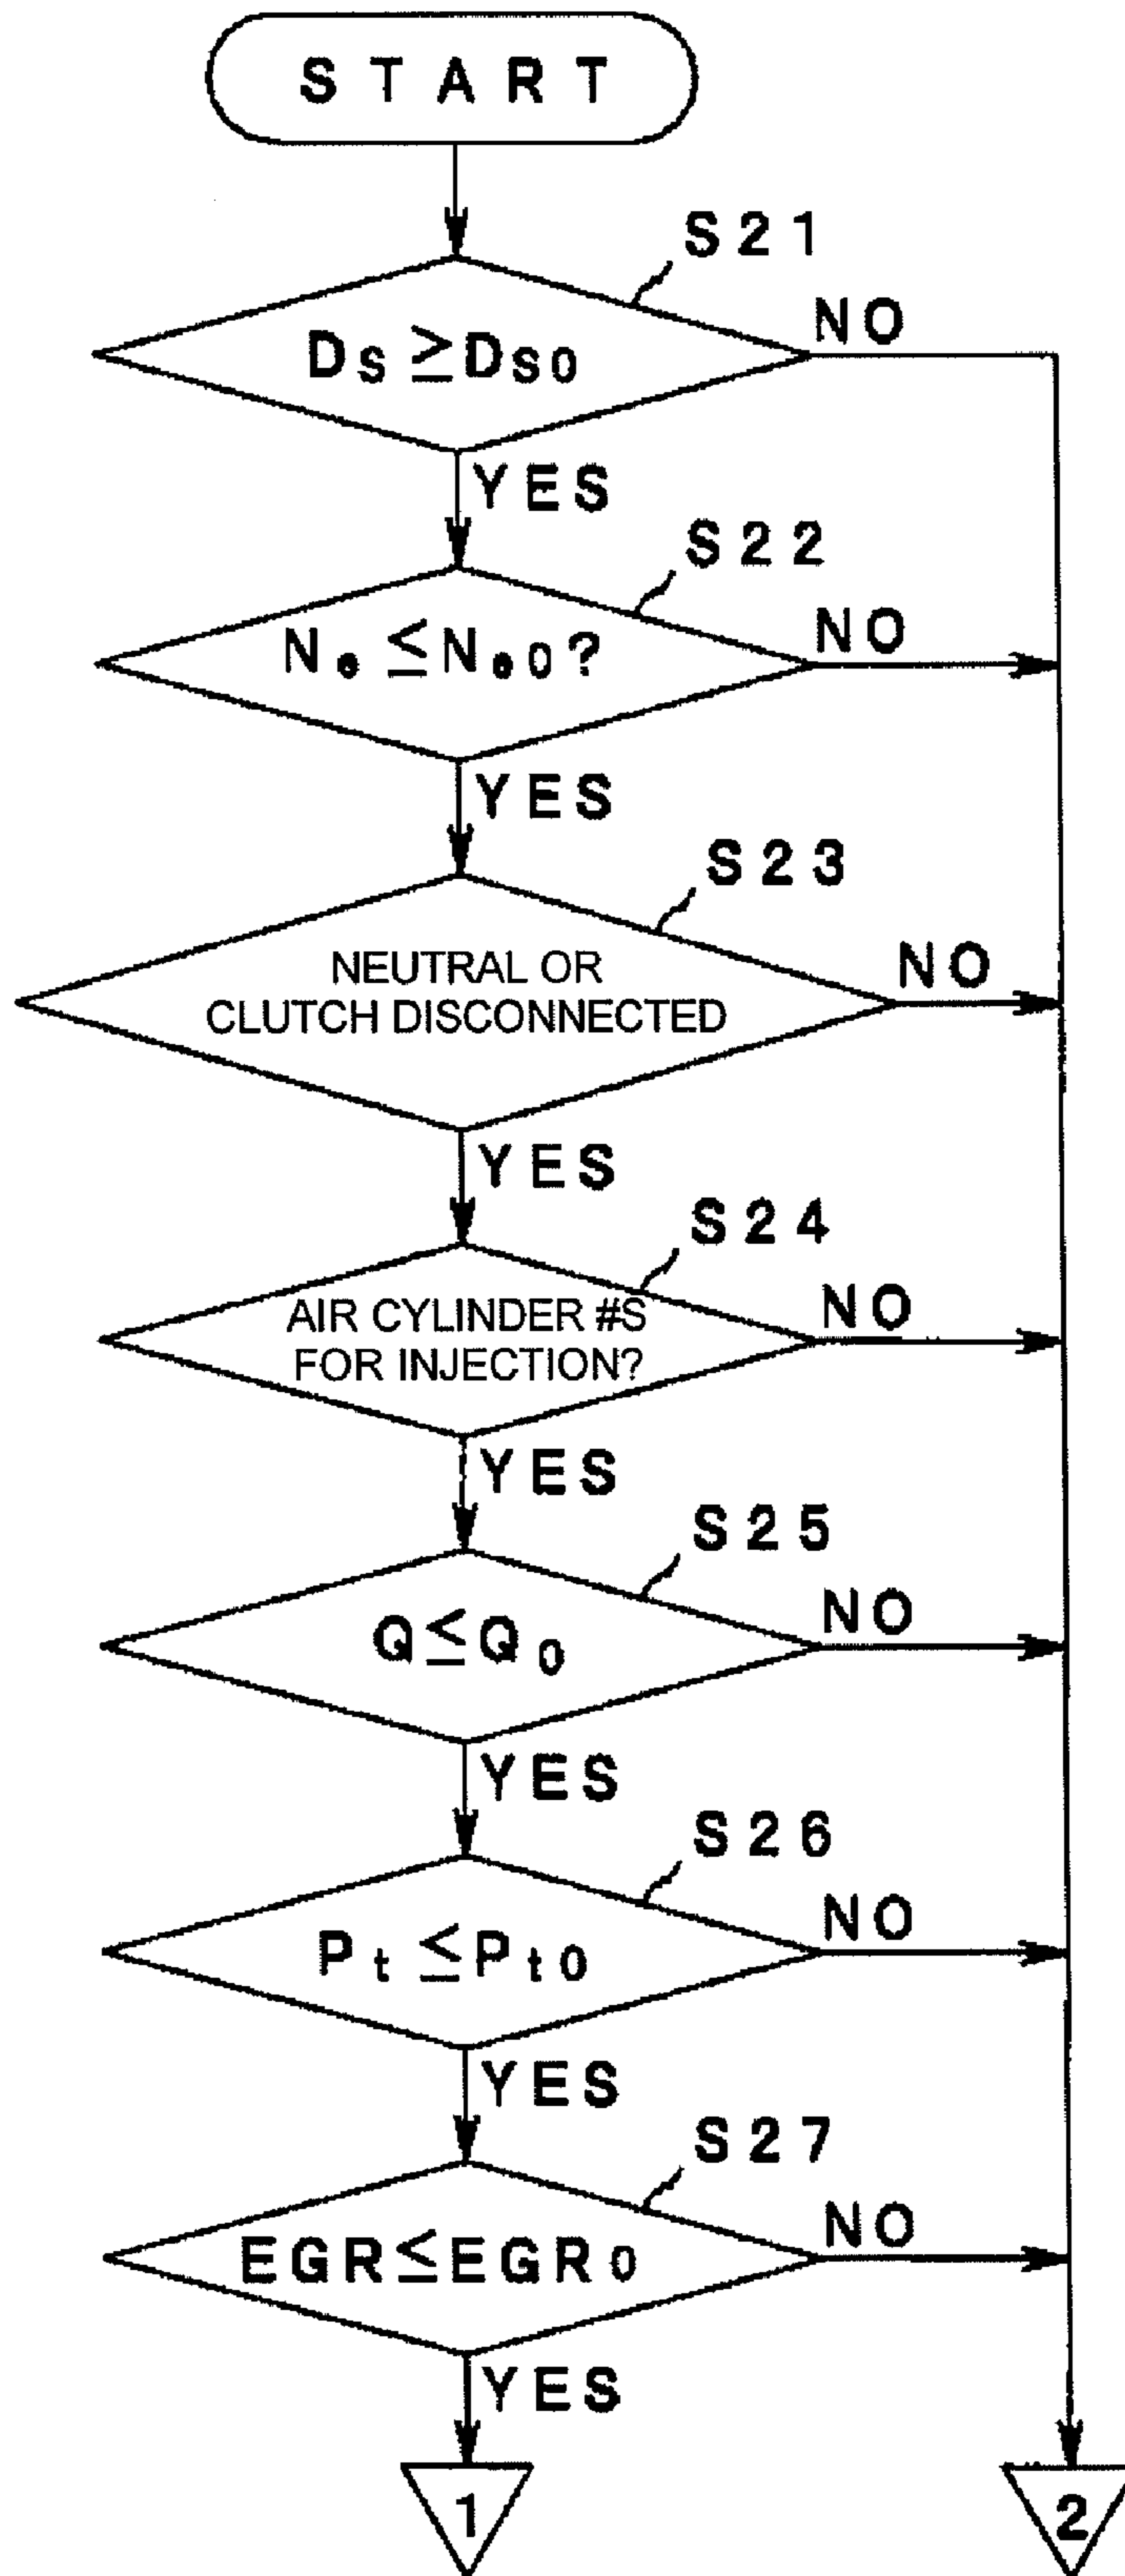 START
S21
DS ≥ DS0
NO
YES
S22
Ne ≤ Ne0?
NO
YES
S23
NEUTRAL OR
CLUTCH DISCONNECTED
NO
YES
S24
AIR CYLINDER #S
FOR INJECTION?
NO
YES
S25
Q ≤ Q0
NO
YES
S26
Pt ≤ Pt0
NO
YES
S27
EGR ≤ EGR0
NO
YES
1
2